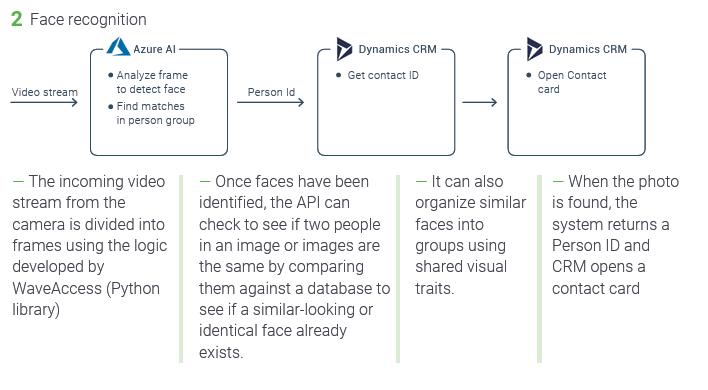 2 Face recognition
Video stream
Azure AI
• Analyze frame
to detect face
• Find matches
in person group
Person Id
Dynamics CRM
• Get contact ID
Dynamics CRM
• Open Contact
card
— The incoming video
stream from the
camera is divided into
frames using the logic
developed by
WaveAccess (Python
library)
— Once faces have been
identified, the API can
check to see if two people
in an image or images are
the same by comparing
them against a database to
see if a similar-looking or
identical face already
exists.
— It can also
organize similar
faces into
groups using
shared visual
traits.
— When the photo
is found, the
system returns a
Person ID and
CRM opens a
contact card